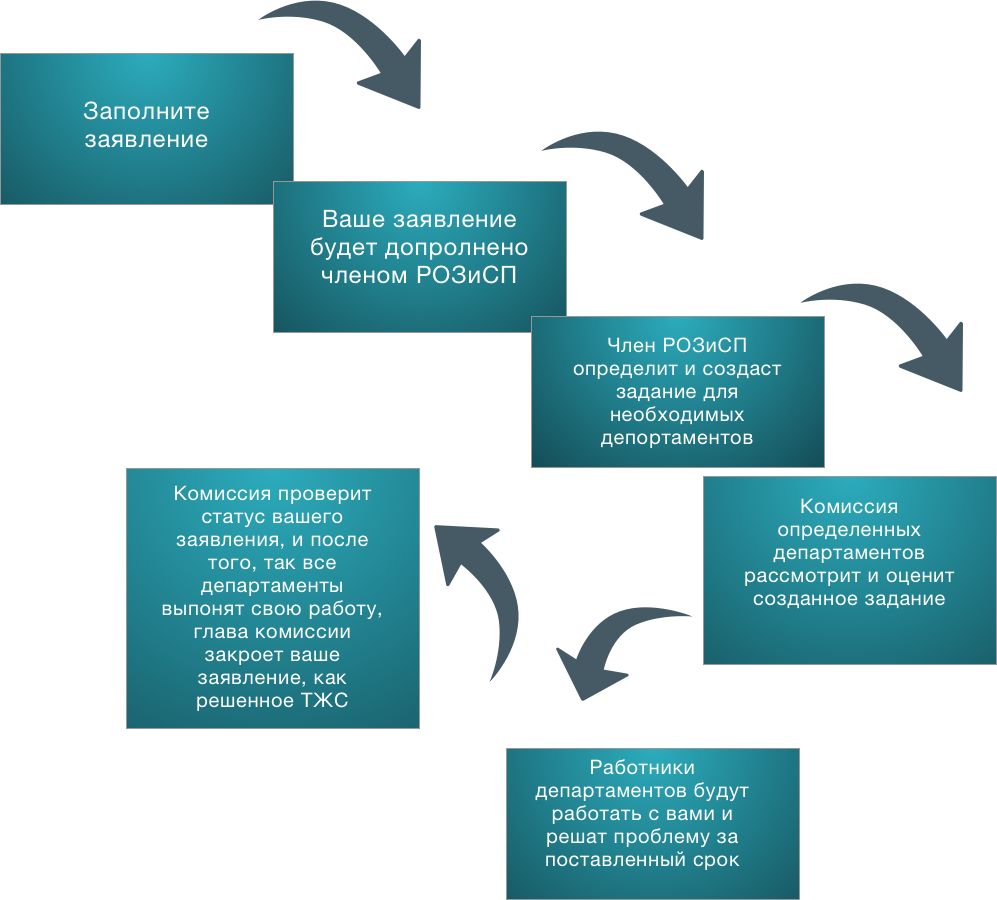 Заполните
заявление
Ваше заявление
будет допролнено
членом РОЗиСП
Член РОЗиСП
определит и создаст
задание для
необходимых
депортаментов
Комиссия
определенных
департаментов
рассмотрит и оценит
созданное задание
Работники
департаментов будут
работать с вами и
решат проблему за
поставленный срок
Комиссия проверит
статус вашего
заявления, и после
того, так все
департаменты
выпонят свою работу,
глава комиссии
закроет ваше
заявление, как
решенное ТЖС